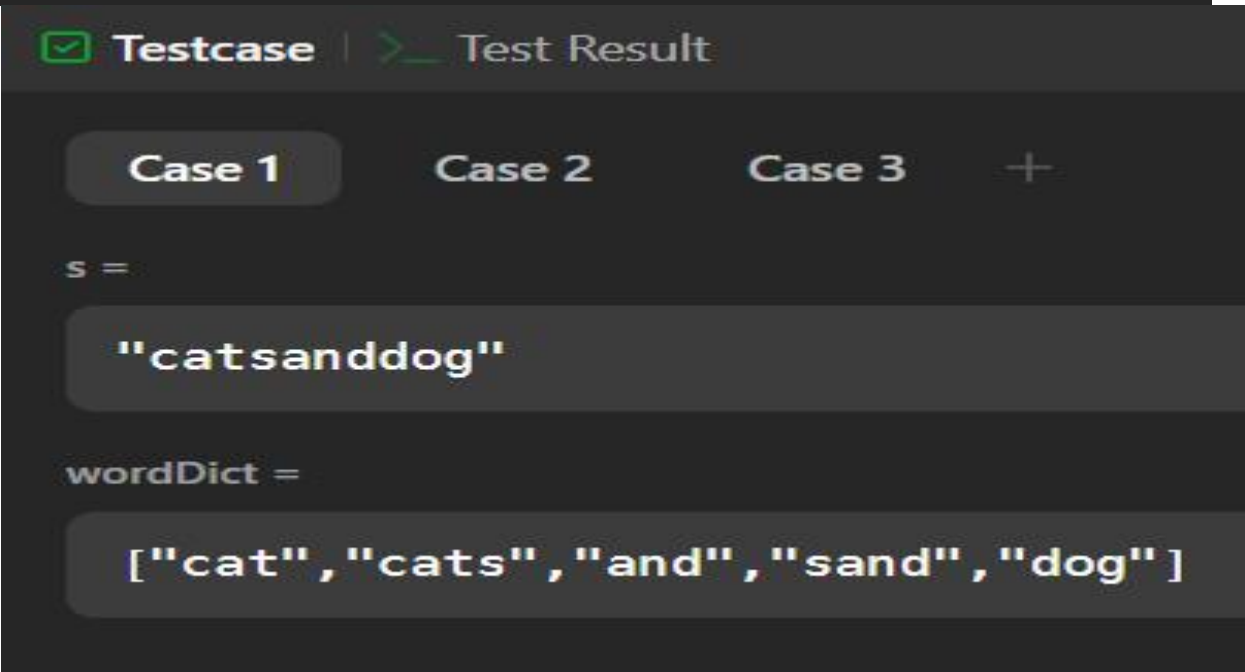 Testcase | >_ Test Result
Case 1 Case 2 Case 3 +
s =
"catsanddog"
wordDict =
["cat","cats","and","sand","dog"]